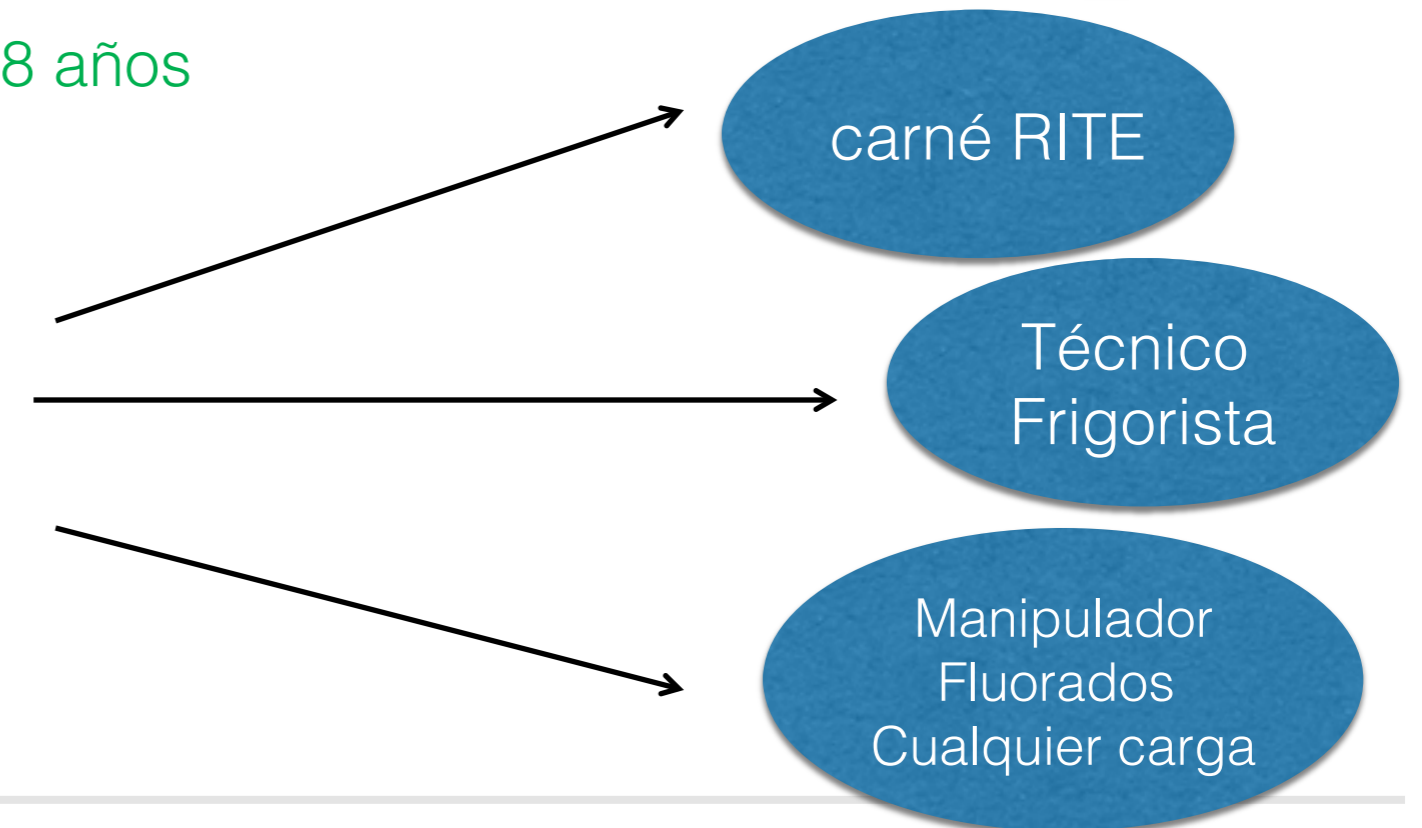 8 años
carné RITE
Técnico
Frigorista
Manipulador
Fluorados
Cualquier carga